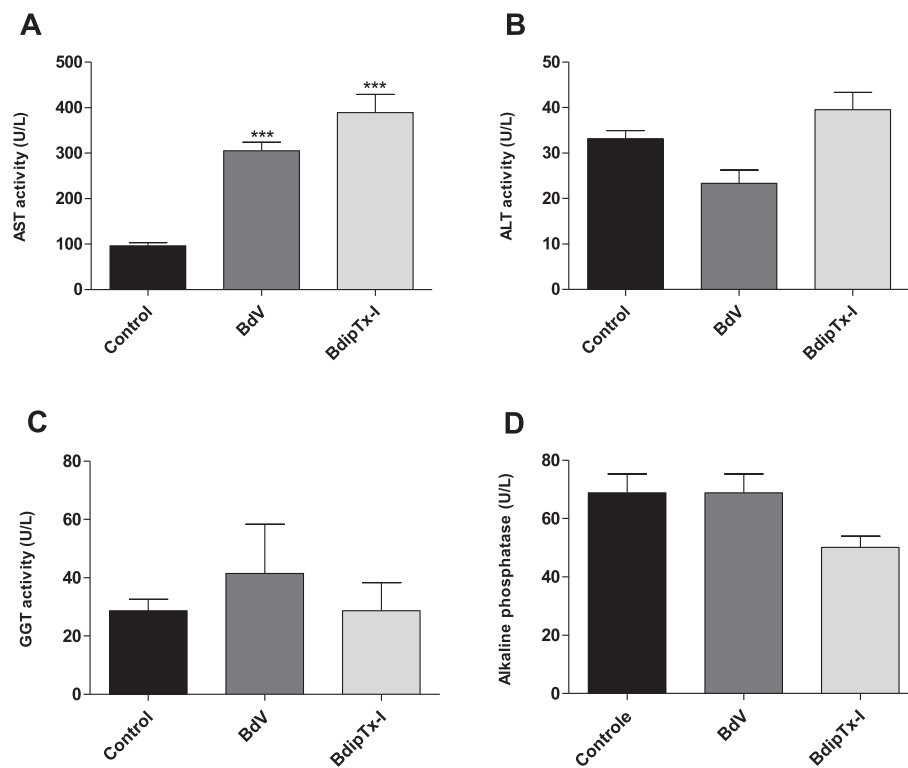 A
AST activity (U/L)
500
400
300
200
100
0
***
***
Control
BdV
BdipTx-I
B
ALT activity (U/L)
50
40
30
20
10
0
Control
BdV
BdipTx-I
C
GGT activity (U/L)
80
60
40
20
0
Control
BdV
BdipTx-I
D
Alkaline phosphatase (U/L)
80
60
40
20
0
Controle
BdV
BdipTx-I